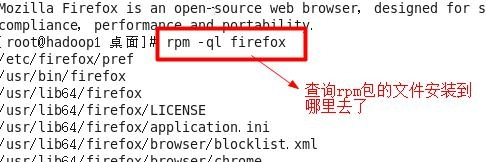 Mozilla Firefox is an open-source web browser, designed for s
compliance, performance and portability.
[root@hadoop1 桌面]# rpm -ql firefox
/etc/firefox/pref
/usr/bin/firefox
/usr/lib64/firefox
/usr/lib64/firefox/LICENSE
/usr/lib64/firefox/application.ini
/usr/lib64/firefox/browser/blocklist.xml
/usr/lib64/firefox/browser/chrome
查询rpm包的文件安装到
哪里去了